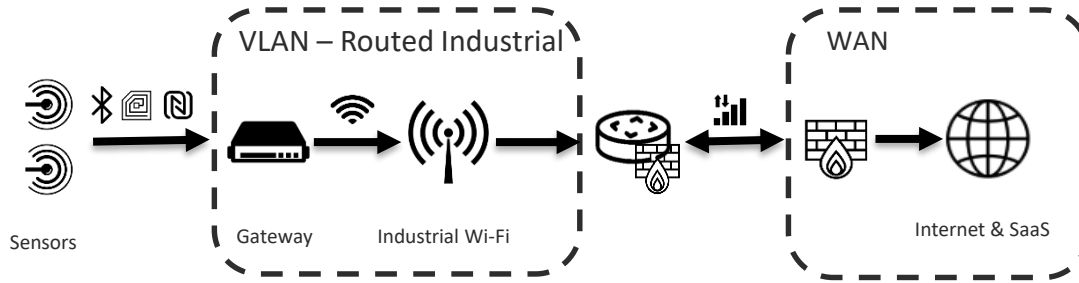 VLAN – Routed Industrial
WAN
Sensors
Gateway
Industrial Wi-Fi
Internet & SaaS